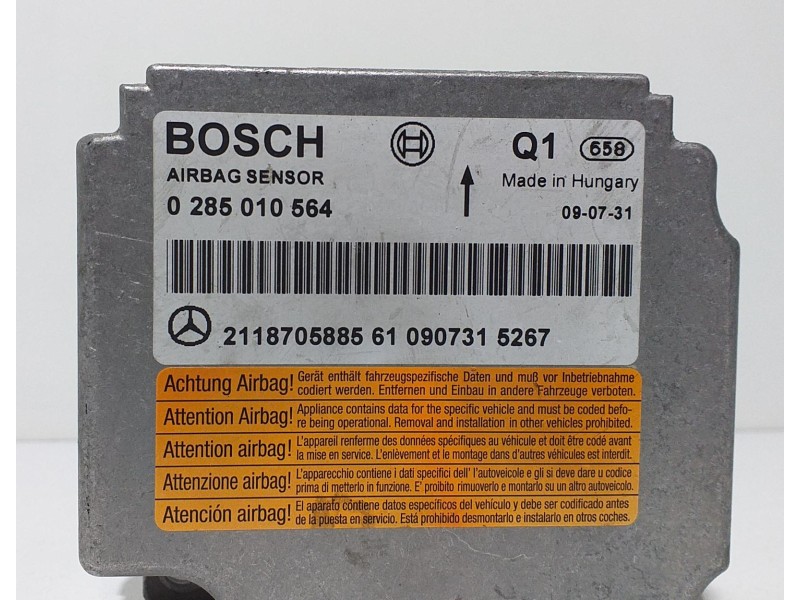 BOSCH
Q1 658
AIRBAG SENSOR
Made in Hungary
0 285 010 564
09-07-31
2118705885 61 090731 5267
Achtung Airbag! Gerät enthält fahrzeugspezifische Daten und muß vor Inbetriebnahme
codiert werden. Entfernen und Einbau in andere Fahrzeuge verboten.
Attention Airbag! Appliance contains data for the specific vehicle and must be coded befo-
re being operational. Removal and installation in other vehicles prohibited.
Attention airbag! L'appareil renferme des données spécifiques au véhicule et doit être codé avant
la mise en service. L'enlèvement et le montage dans d'autres véhicules est interdit.
Attenzione airbag! L'apparecchio contiene i dati specifici dell' l'autoveicole e gli si deve dare u codice
prima di metterlo in funzione. E' proibito rimuoverlo e montarlo su un altro autoveicolo.
Atención airbag! El aparato contiene datos específicos del vehículo y debe ser codificado antes
de la puesta en servicio. Está prohibido desmontarlo e instalarlo en otros coches.